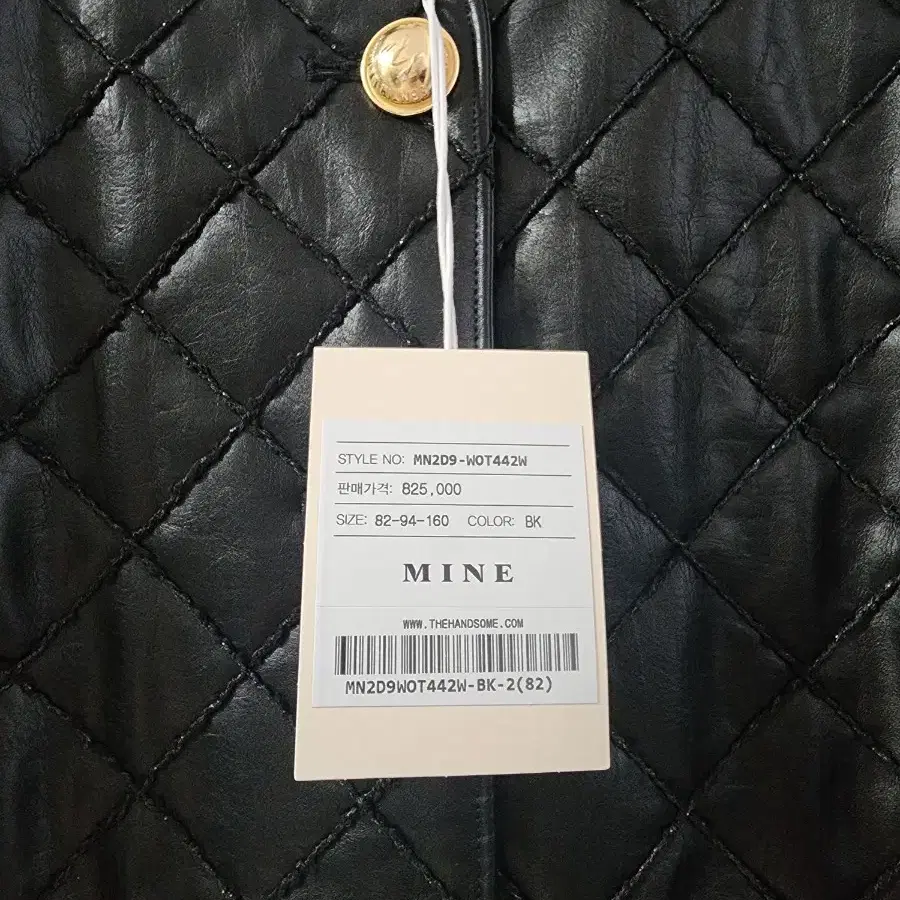 STYLE NO: MN2D9-WOT442W
판매가격: 825,000
SIZE: 82-94-160 COLOR: BK
MINE
WWW.THEHANDSOME.COM
MN2D9WOT442W-BK-2(82)